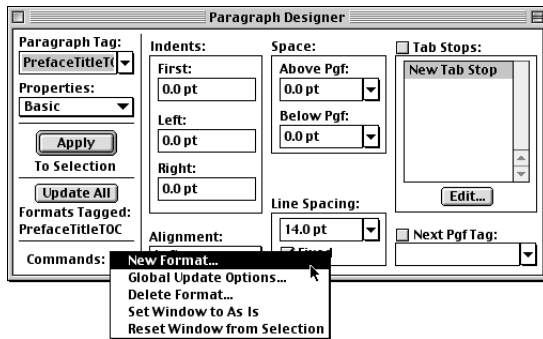 Paragraph Designer
Paragraph Tag:
PrefaceTitleT
Properties:
Basic
Apply
To Selection
Update All
Formats Tagged:
PrefaceTitleTOC
Commands:
Indents:
First:
0.0 pt
Left:
0.0 pt
Right:
0.0 pt
Alignment:
Space:
Above Pgf:
0.0 pt
Below Pgf:
0.0 pt
Line Spacing:
14.0 pt
Tab Stops:
New Tab Stop
Edit...
Next Pgf Tag:
New Format...
Global Update Options...
Delete Format...
Set Window to As Is
Reset Window from Selection